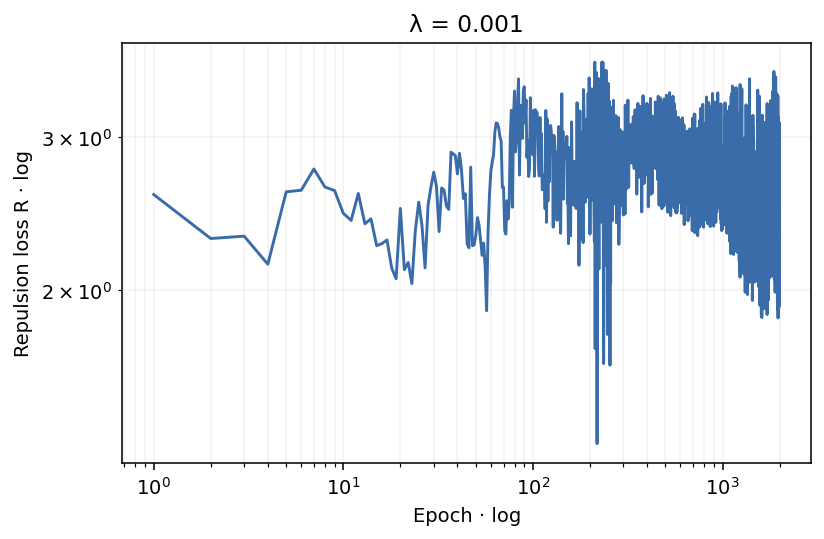 λ = 0.001
Repulsion loss R · log
3 × 10⁰
2 × 10⁰
10⁰ 10¹ 10² 10³
Epoch · log